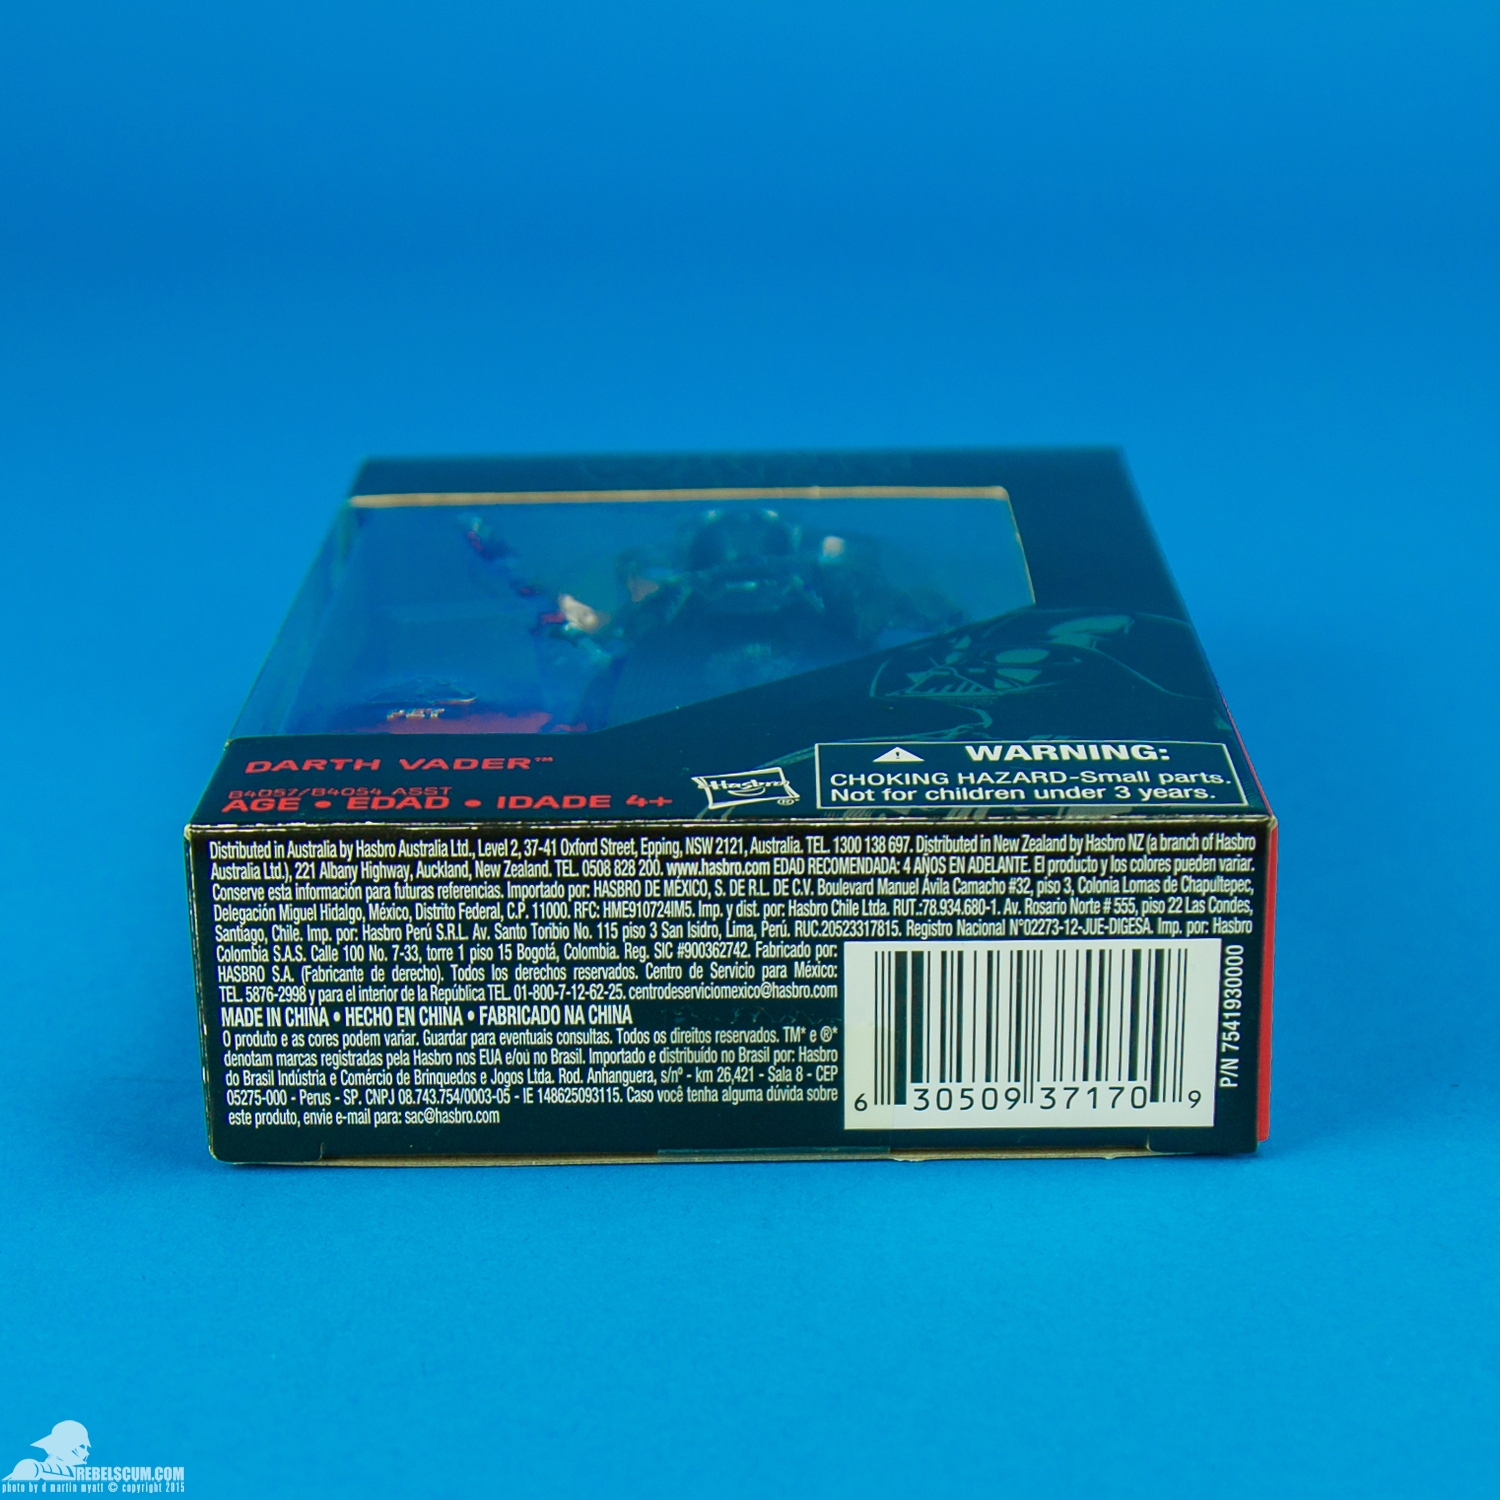 DARTH VADER™
B4057/B4054 ASST
AGE • EDAD • IDADE 4+
Hasbro®
WARNING:
CHOKING HAZARD-Small parts.
Not for children under 3 years.
Distributed in Australia by Hasbro Australia Ltd., Level 2, 37-41 Oxford Street, Epping, NSW 2121, Australia. TEL. 1300 138 697. Distributed in New Zealand by Hasbro NZ (a branch of Hasbro
Australia Ltd.), 221 Albany Highway, Auckland, New Zealand. TEL. 0508 828 200. www.hasbro.com EDAD RECOMENDADA: 4 AÑOS EN ADELANTE. El producto y los colores pueden variar.
Conserve esta información para futuras referencias. Importado por: HASBRO DE MÉXICO, S. DE R.L. DE C.V. Boulevard Manuel Ávila Camacho #32, piso 3, Colonia Lomas de Chapultepec,
Delegación Miguel Hidalgo, México, Distrito Federal, C.P. 11000. RFC: HME910724IM5. Imp. y dist. por: Hasbro Chile Ltda. RUT.:78.934.680-1. Av. Rosario Norte # 555, piso 22 Las Condes,
Santiago, Chile. Imp. por: Hasbro Perú S.R.L. Av. Santo Toribio No. 115 piso 3 San Isidro, Lima, Perú. RUC.20523317815. Registro Nacional N°02273-12-JUE-DIGESA. Imp. por: Hasbro
Colombia S.A.S. Calle 100 No. 7-33, torre 1 piso 15 Bogotá, Colombia. Reg. SIC #900362742. Fabricado por:
HASBRO S.A. (Fabricante de derecho). Todos los derechos reservados. Centro de Servicio para México:
TEL. 5876-2998 y para el interior de la República TEL. 01-800-7-12-62-25. centrodeserviciomexico@hasbro.com
MADE IN CHINA • HECHO EN CHINA • FABRICADO NA CHINA
O produto e as cores podem variar. Guardar para eventuais consultas. Todos os direitos reservados. TM* e ®*
denotam marcas registradas pela Hasbro nos EUA e/ou no Brasil. Importado e distribuído no Brasil por: Hasbro
do Brasil Indústria e Comércio de Brinquedos e Jogos Ltda. Rod. Anhanguera, s/nº - km 26,421 - Sala 8 - CEP
05275-000 - Perus - SP. CNPJ 08.743.754/0003-05 - IE 148625093115. Caso você tenha alguma dúvida sobre
este produto, envie e-mail para: sac@hasbro.com
6 30509 37170 9
P/N 7541930000
REBELSCUM.COM
photo by d martin myatt © copyright 2015